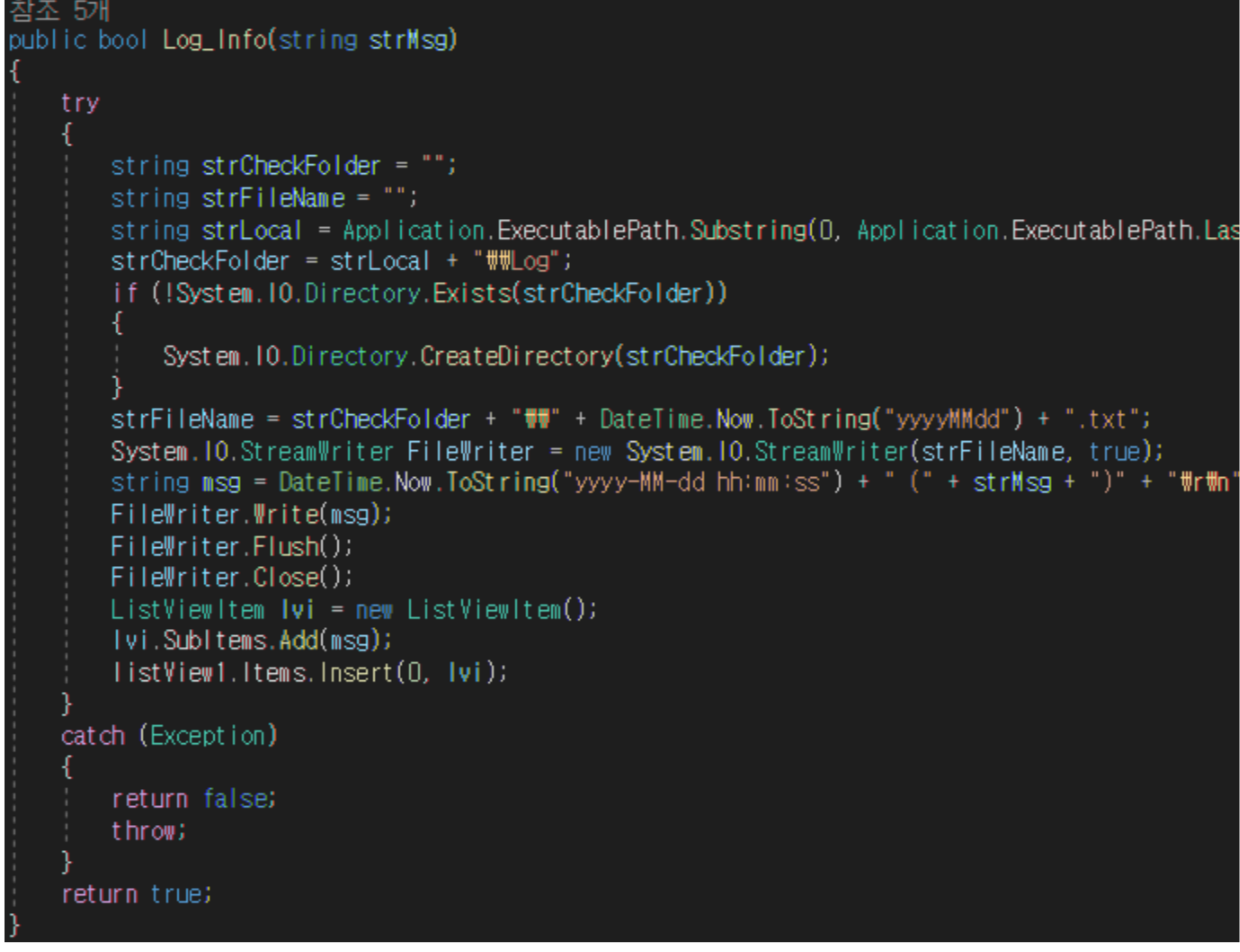 참조 5개
public bool Log_Info(string strMsg)
{
try
{
string strCheckFolder = "";
string strFileName = "";
string strLocal = Application.ExecutablePath.Substring(0, Application.ExecutablePath.Las
strCheckFolder = strLocal + "₩₩Log";
if (!System.IO.Directory.Exists(strCheckFolder))
{
System.IO.Directory.CreateDirectory(strCheckFolder);
}
strFileName = strCheckFolder + "₩₩" + DateTime.Now.ToString("yyyyMMdd") + ".txt";
System.IO.StreamWriter FileWriter = new System.IO.StreamWriter(strFileName, true);
string msg = DateTime.Now.ToString("yyyy-MM-dd hh:mm:ss") + " (" + strMsg + ")" + "₩r₩n"
FileWriter.Write(msg);
FileWriter.Flush();
FileWriter.Close();
ListViewItem lvi = new ListViewItem();
lvi.SubItems.Add(msg);
listView1.Items.Insert(0, lvi);
}
catch (Exception)
{
return false;
throw;
}
return true;
}